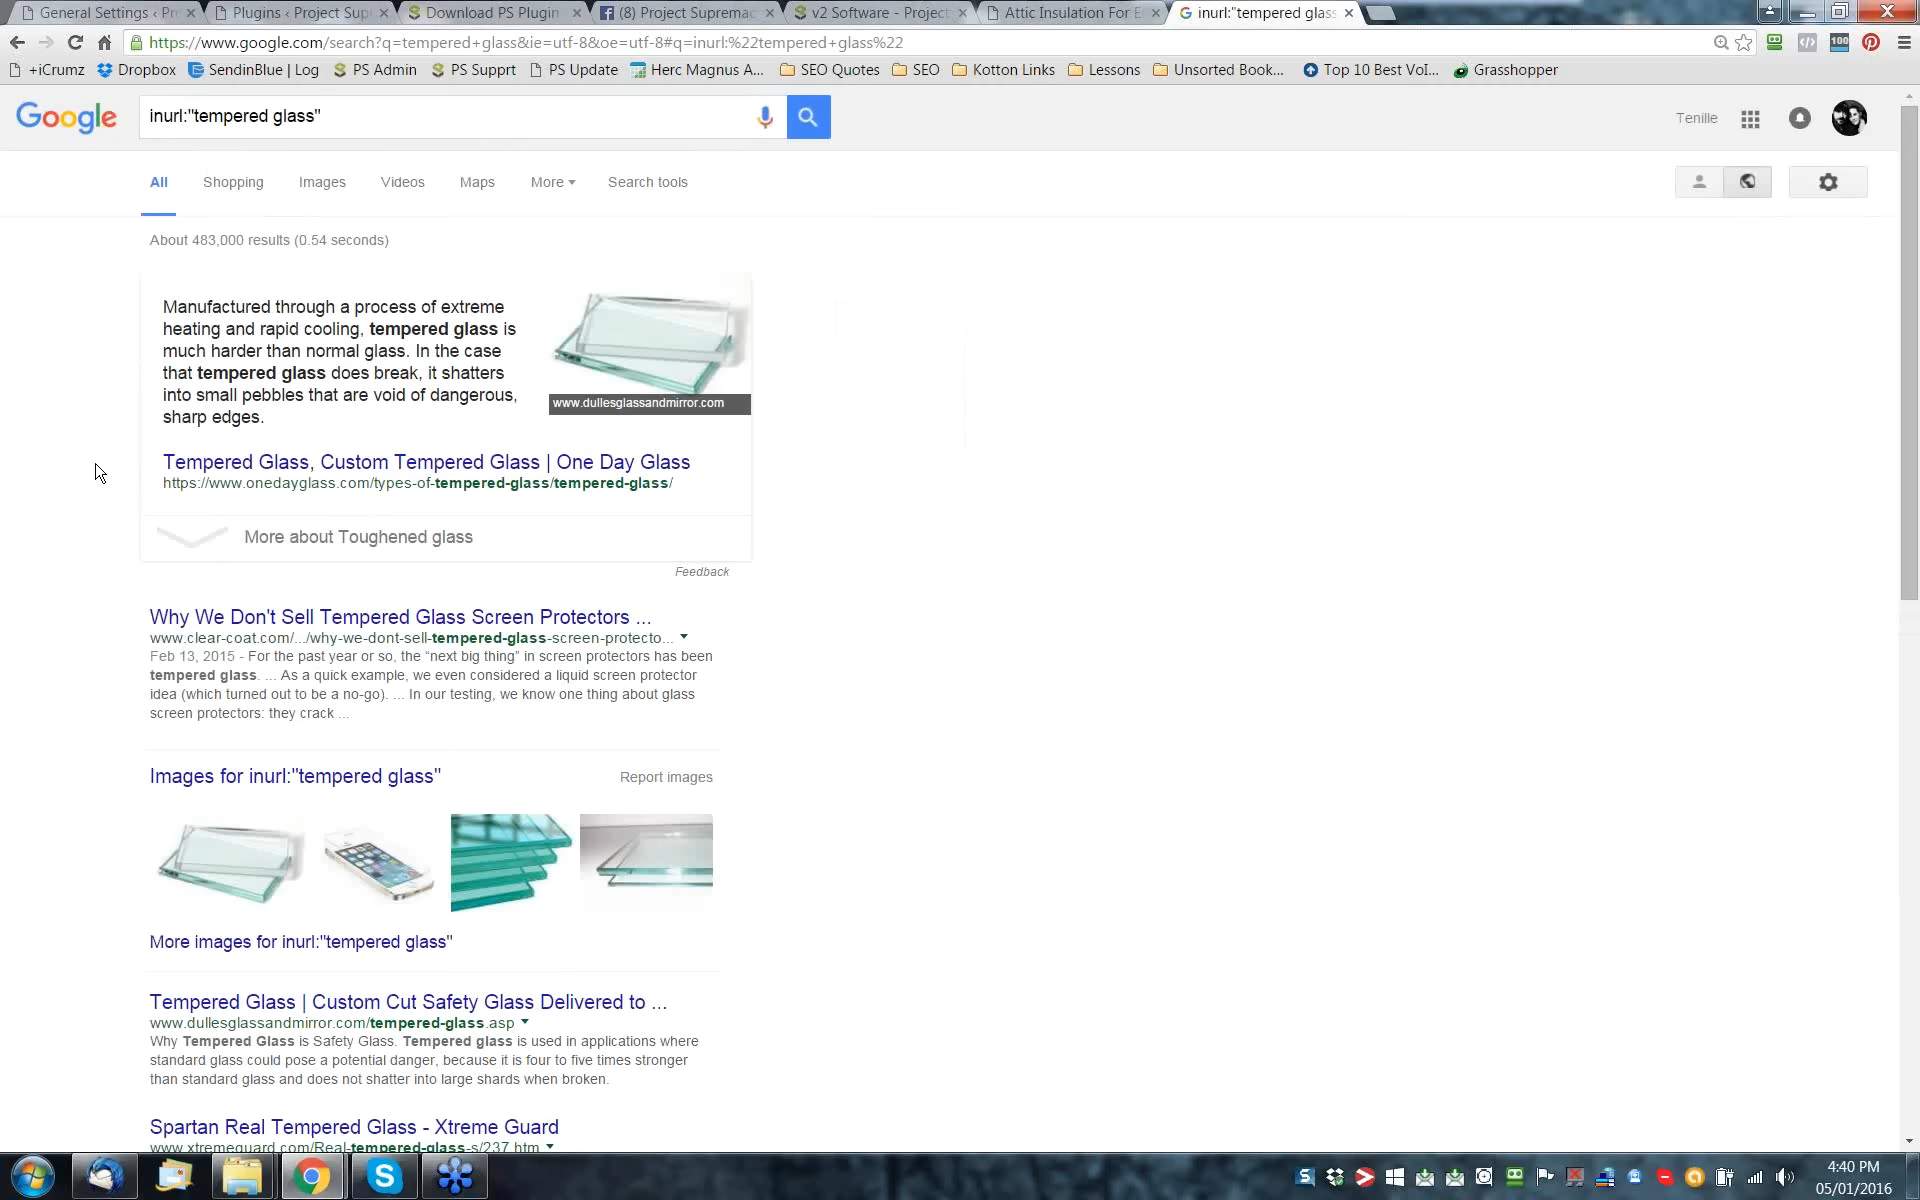 General Settings ‹ Pr
Plugins ‹ Project Sup
Download PS Plugin
(8) Project Supremac
v2 Software - Project
Attic Insulation For E
inurl:"tempered glass
https://www.google.com/search?q=tempered+glass&ie=utf-8&oe=utf-8#q=inurl:%22tempered+glass%22
100
+iCrumz
Dropbox
SendinBlue | Log
PS Admin
PS Supprt
PS Update
Herc Magnus A...
SEO Quotes
SEO
Kotton Links
Lessons
Unsorted Book...
Top 10 Best Vol...
Grasshopper
Google
inurl:"tempered glass"
Tenille
All
Shopping
Images
Videos
Maps
More
Search tools
About 483,000 results (0.54 seconds)
Manufactured through a process of extreme
heating and rapid cooling, tempered glass is
much harder than normal glass. In the case
that tempered glass does break, it shatters
into small pebbles that are void of dangerous,
sharp edges.
www.dullesglassandmirror.com
Tempered Glass, Custom Tempered Glass | One Day Glass
https://www.onedayglass.com/types-of-tempered-glass/tempered-glass/
More about Toughened glass
Feedback
Why We Don't Sell Tempered Glass Screen Protectors ...
www.clear-coat.com/.../why-we-dont-sell-tempered-glass-screen-protecto...
Feb 13, 2015 - For the past year or so, the “next big thing” in screen protectors has been
tempered glass. ... As a quick example, we even considered a liquid screen protector
idea (which turned out to be a no-go). ... In our testing, we know one thing about glass
screen protectors: they crack ...
Images for inurl:"tempered glass"
Report images
More images for inurl:"tempered glass"
Tempered Glass | Custom Cut Safety Glass Delivered to ...
www.dullesglassandmirror.com/tempered-glass.asp
Why Tempered Glass is Safety Glass. Tempered glass is used in applications where
standard glass could pose a potential danger, because it is four to five times stronger
than standard glass and does not shatter into large shards when broken.
Spartan Real Tempered Glass - Xtreme Guard
www.xtremeguard.com/Real-tempered-glass-s/237.htm
4:40 PM
05/01/2016